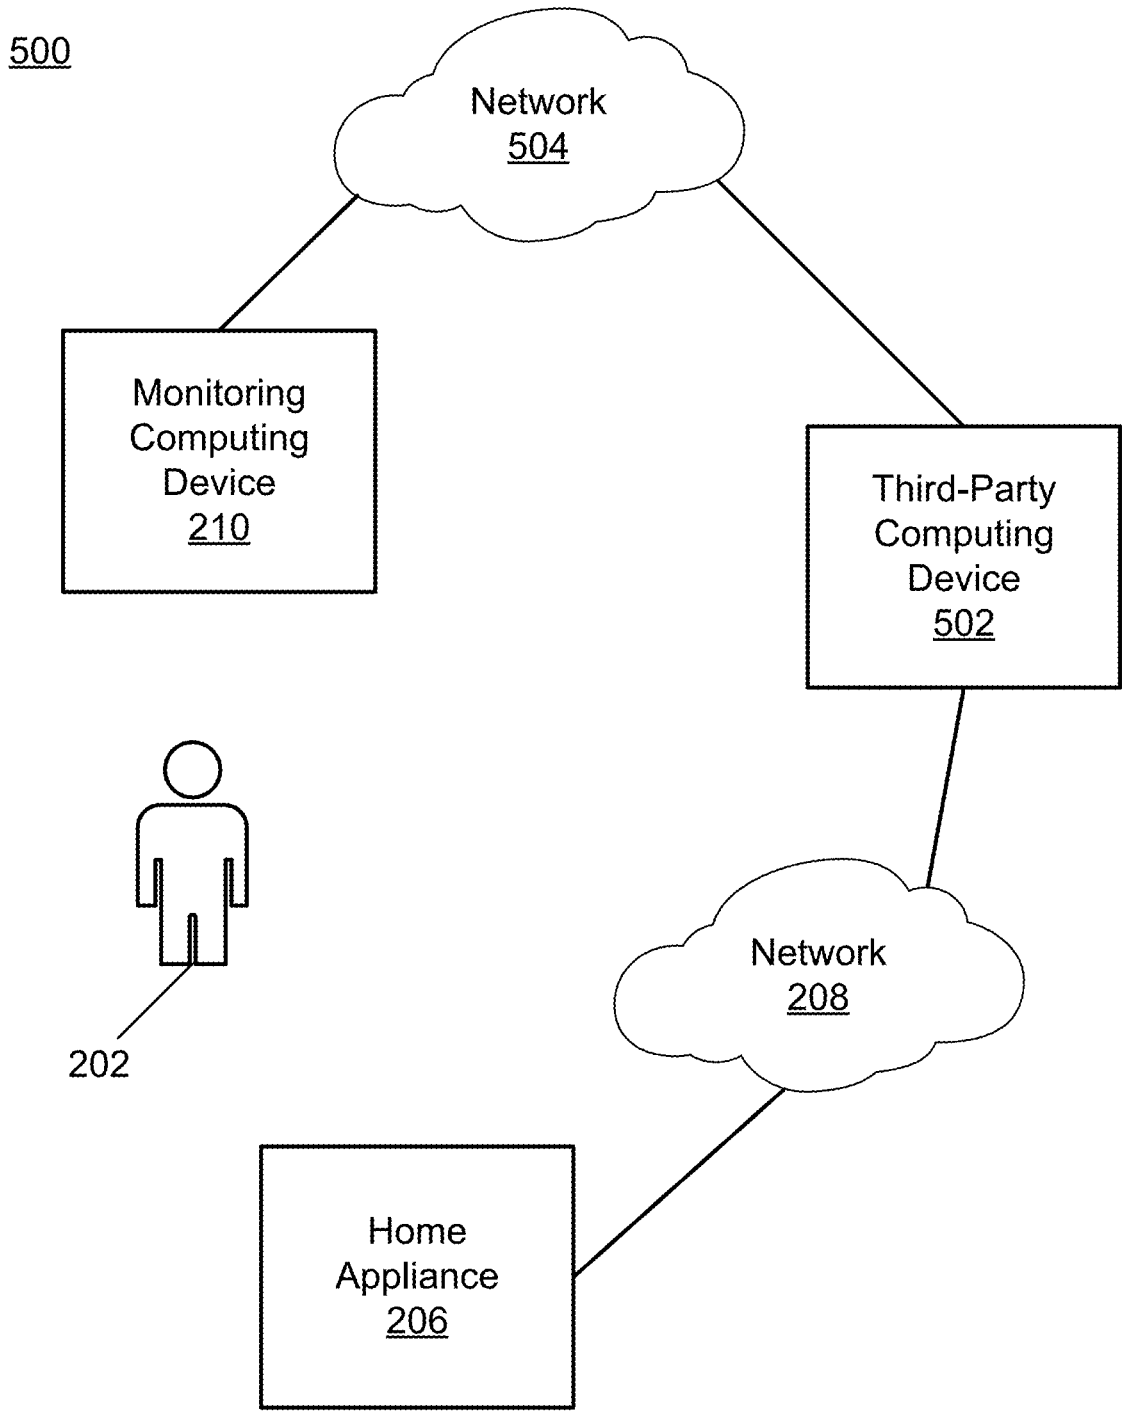 500
Network
504
Monitoring
Computing
Device
210
Third-Party
Computing
Device
502
Network
208
202
Home
Appliance
206